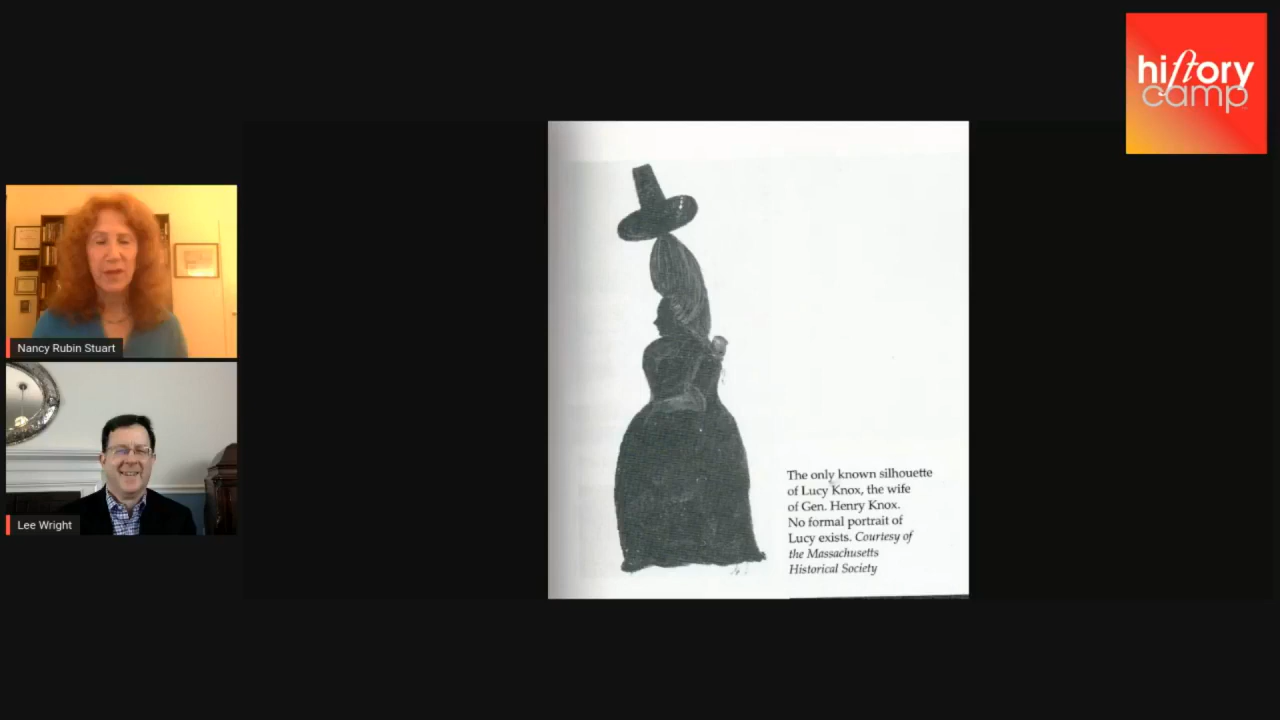 hiſtory
camp
Nancy Rubin Stuart
Lee Wright
The only known silhouette
of Lucy Knox, the wife
of Gen. Henry Knox.
No formal portrait of
Lucy exists. Courtesy of
the Massachusetts
Historical Society